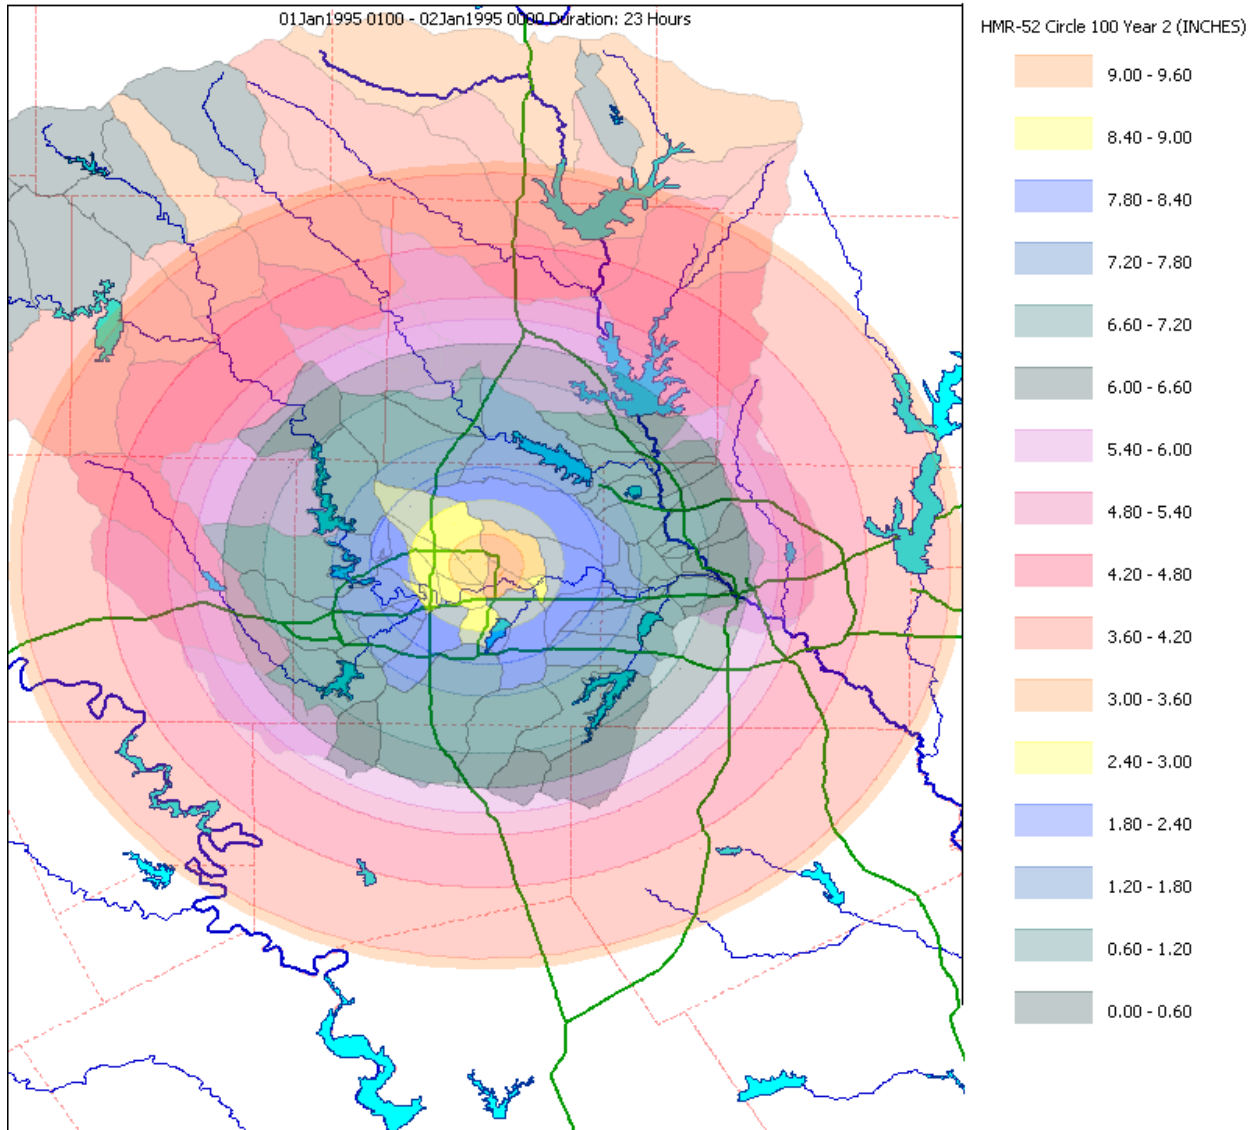 01Jan1995 0100 - 02Jan1995 0000 Duration: 23 Hours
HMR-52 Circle 100 Year 2 (INCHES)
9.00 - 9.60
8.40 - 9.00
7.80 - 8.40
7.20 - 7.80
6.60 - 7.20
6.00 - 6.60
5.40 - 6.00
4.80 - 5.40
4.20 - 4.80
3.60 - 4.20
3.00 - 3.60
2.40 - 3.00
1.80 - 2.40
1.20 - 1.80
0.60 - 1.20
0.00 - 0.60